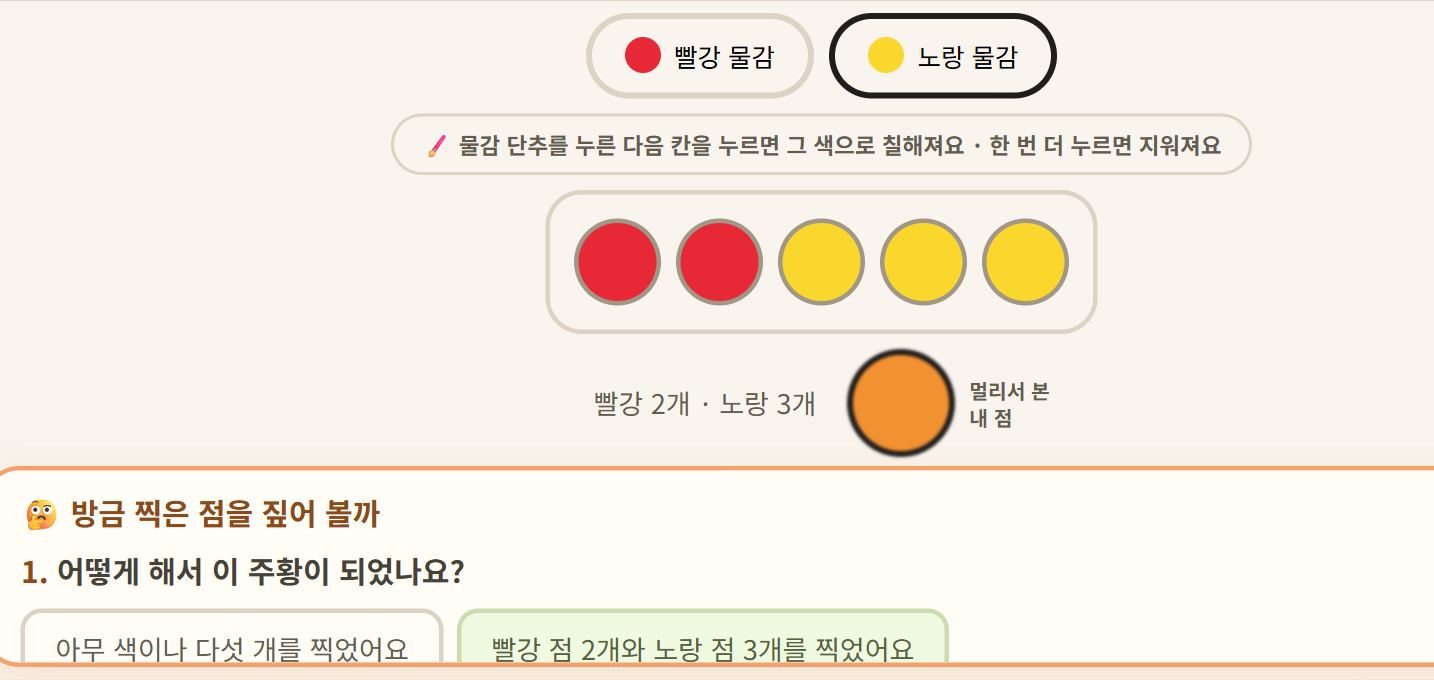 빨강 물감
노랑 물감
물감 단추를 누른 다음 칸을 누르면 그 색으로 칠해져요 · 한 번 더 누르면 지워져요
빨강 2개 · 노랑 3개
멀리서 본
내 점
방금 찍은 점을 짚어 볼까
1. 어떻게 해서 이 주황이 되었나요?
아무 색이나 다섯 개를 찍었어요
빨강 점 2개와 노랑 점 3개를 찍었어요